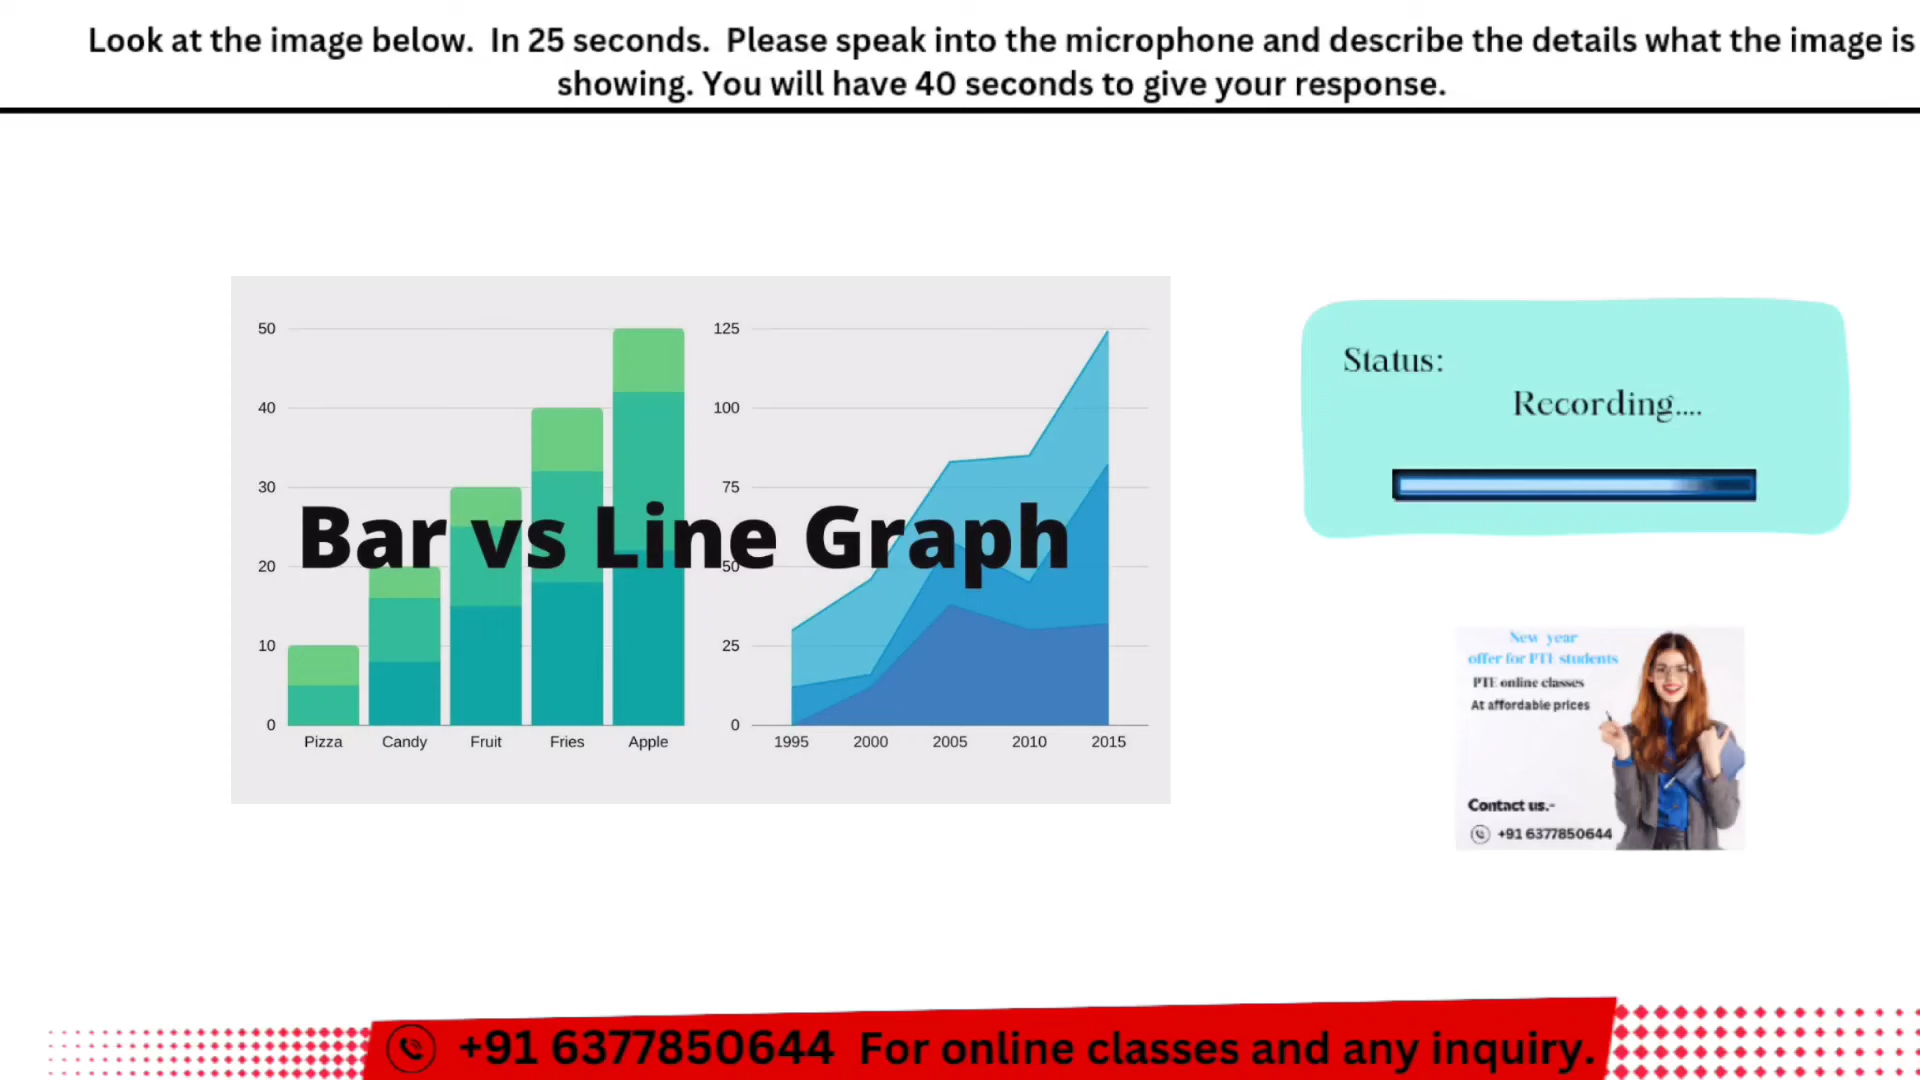 Look at the image below. In 25 seconds. Please speak into the microphone and describe the details what the image is
showing. You will have 40 seconds to give your response.
50
40
30
20
10
0
Pizza Candy Fruit Fries Apple
125
100
75
50
25
0
1995 2000 2005 2010 2015
Bar vs Line Graph
Status:
Recording....
New year
offer for PTE students
PTE online classes
At affordable prices
Contact us.-
+91 6377850644
+91 6377850644 For online classes and any inquiry.